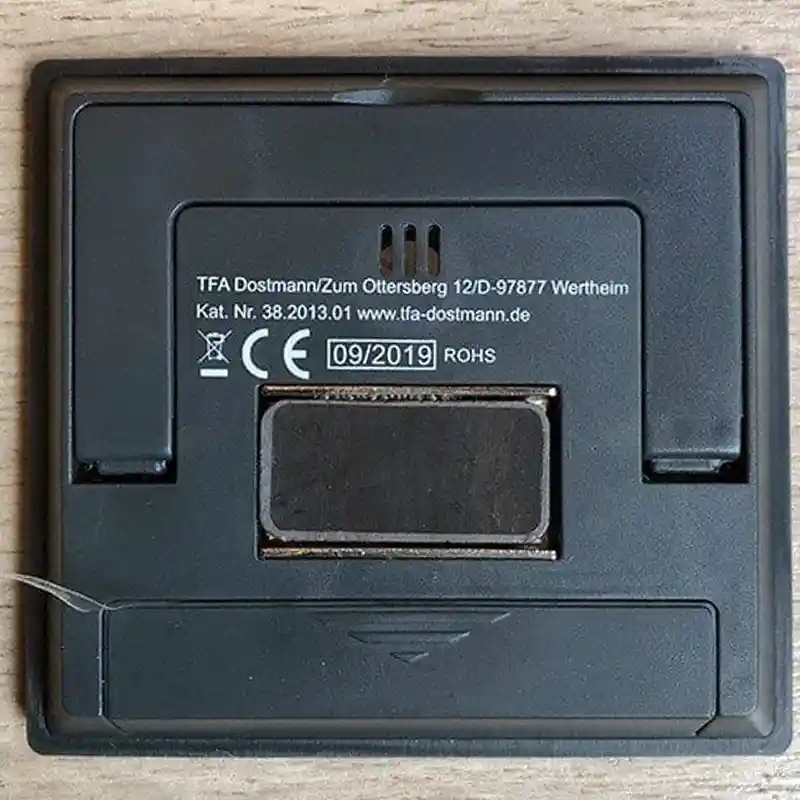 TFA Dostmann/Zum Ottersberg 12/D-97877 Wertheim
Kat. Nr. 38.2013.01 www.tfa-dostmann.de
CE 09/2019 ROHS